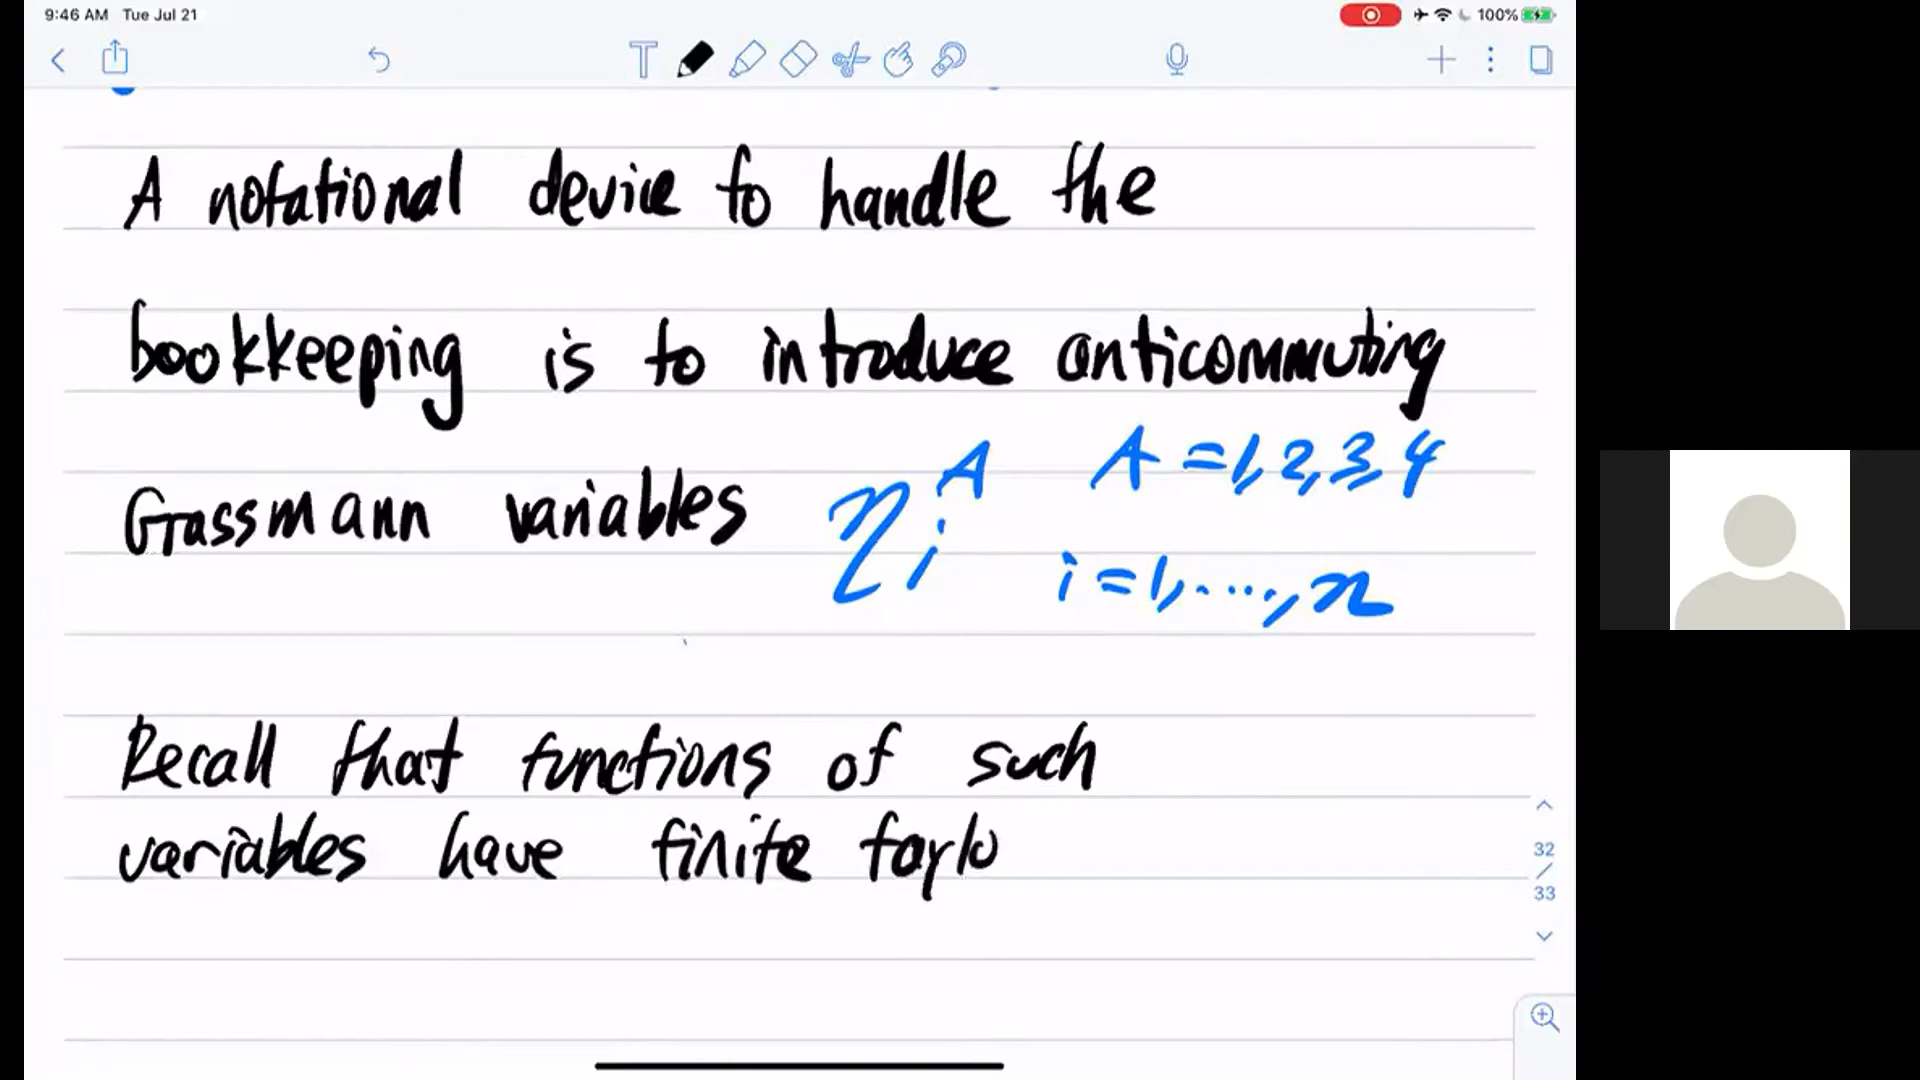 9:46 AM Tue Jul 21
100%
T
A notational device to handle the
bookkeeping is to introduce anticommuting
Grassmann variables η_i^A A = 1, 2, 3, 4
i = 1, ..., n
Recall that functions of such
variables have finite taylo
32
/
33